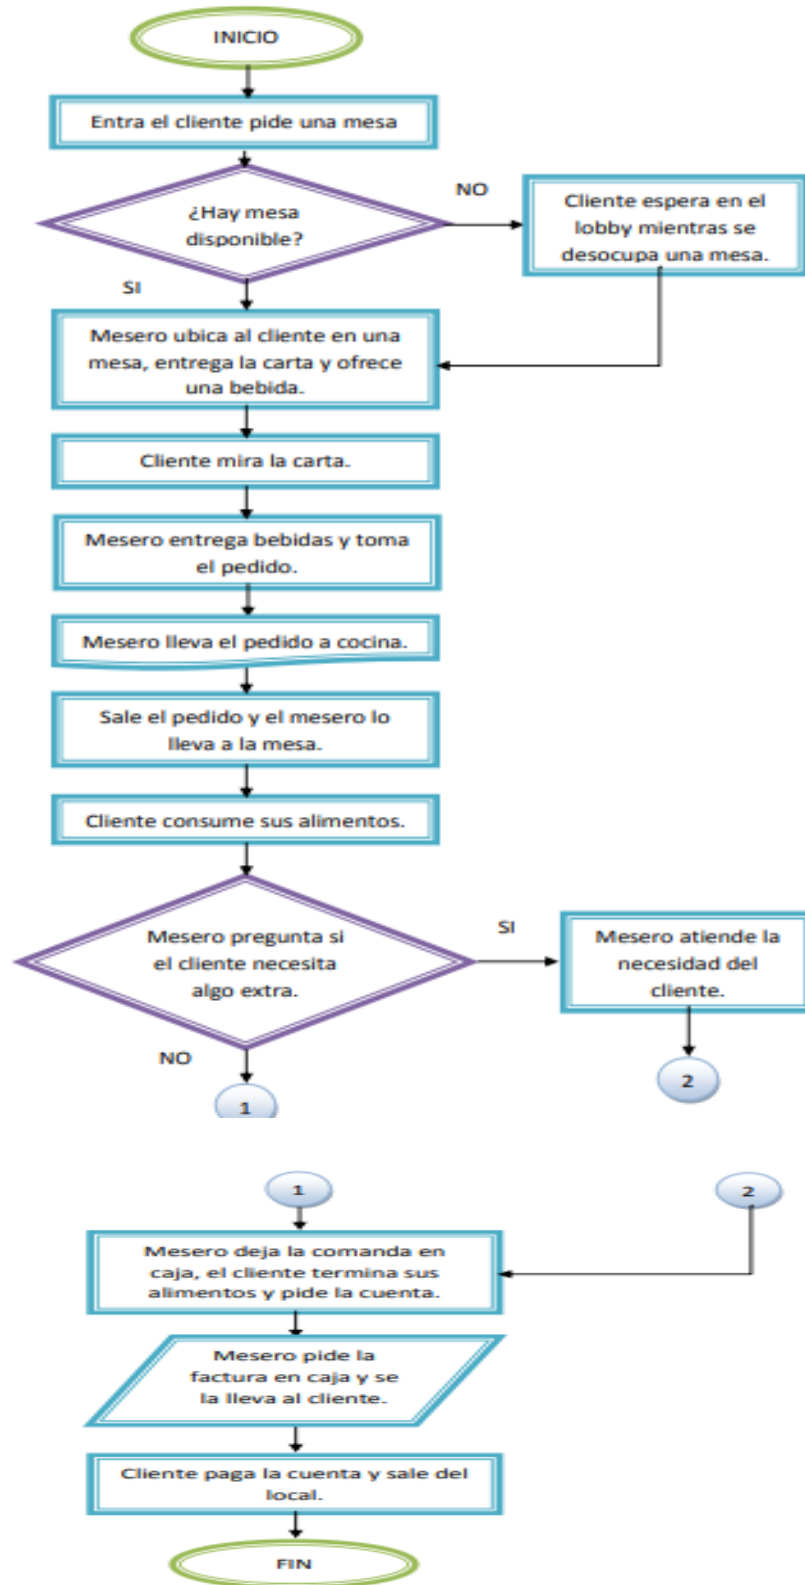 INICIO
Entra el cliente pide una mesa
¿Hay mesa
disponible?
NO
Cliente espera en el
lobby mientras se
desocupa una mesa.
SI
Mesero ubica al cliente en una
mesa, entrega la carta y ofrece
una bebida.
Cliente mira la carta.
Mesero entrega bebidas y toma
el pedido.
Mesero lleva el pedido a cocina.
Sale el pedido y el mesero lo
lleva a la mesa.
Cliente consume sus alimentos.
Mesero pregunta si
el cliente necesita
algo extra.
SI
Mesero atiende la
necesidad del
cliente.
NO
1
2
1
2
Mesero deja la comanda en
caja, el cliente termina sus
alimentos y pide la cuenta.
Mesero pide la
factura en caja y se
la lleva al cliente.
Cliente paga la cuenta y sale del
local.
FIN